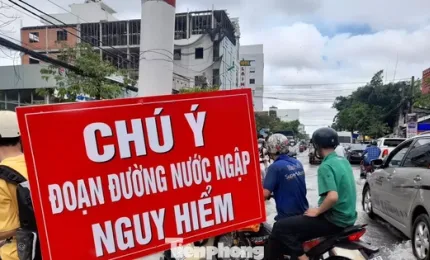 CHÚ Ý
ĐOẠN ĐƯỜNG NƯỚC NGẬP
NGUY HIỂM
Tienphong